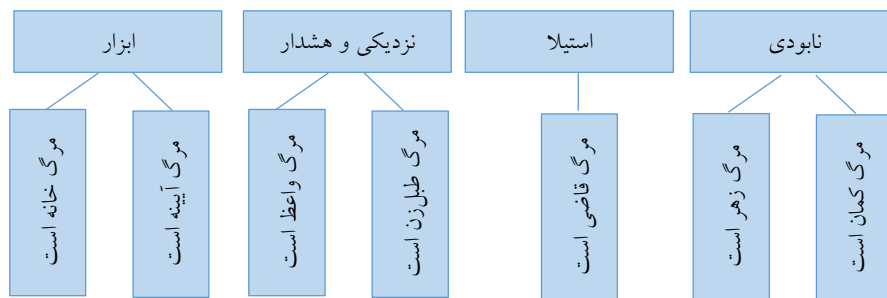 نابودی
استیلا
نزدیکی و هشدار
ابزار
مرگ کمان است
مرگ زهر است
مرگ قاضی است
مرگ طبل‌زن است
مرگ واعظ است
مرگ آیینه است
مرگ خانه است